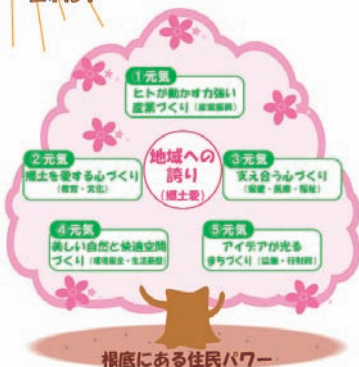 ①元気
ヒトが動かす力強い
産業づくり（産業振興）
地域への
誇り
（郷土愛）
②元気
郷土を愛する心づくり
（教育・文化）
③元気
支え合う心づくり
（保健・医療・福祉）
④元気
美しい自然と快適空間
づくり（環境保全・生活基盤）
⑤元気
アイデアが光る
まちづくり（協働・行財政）
根底にある住民パワー